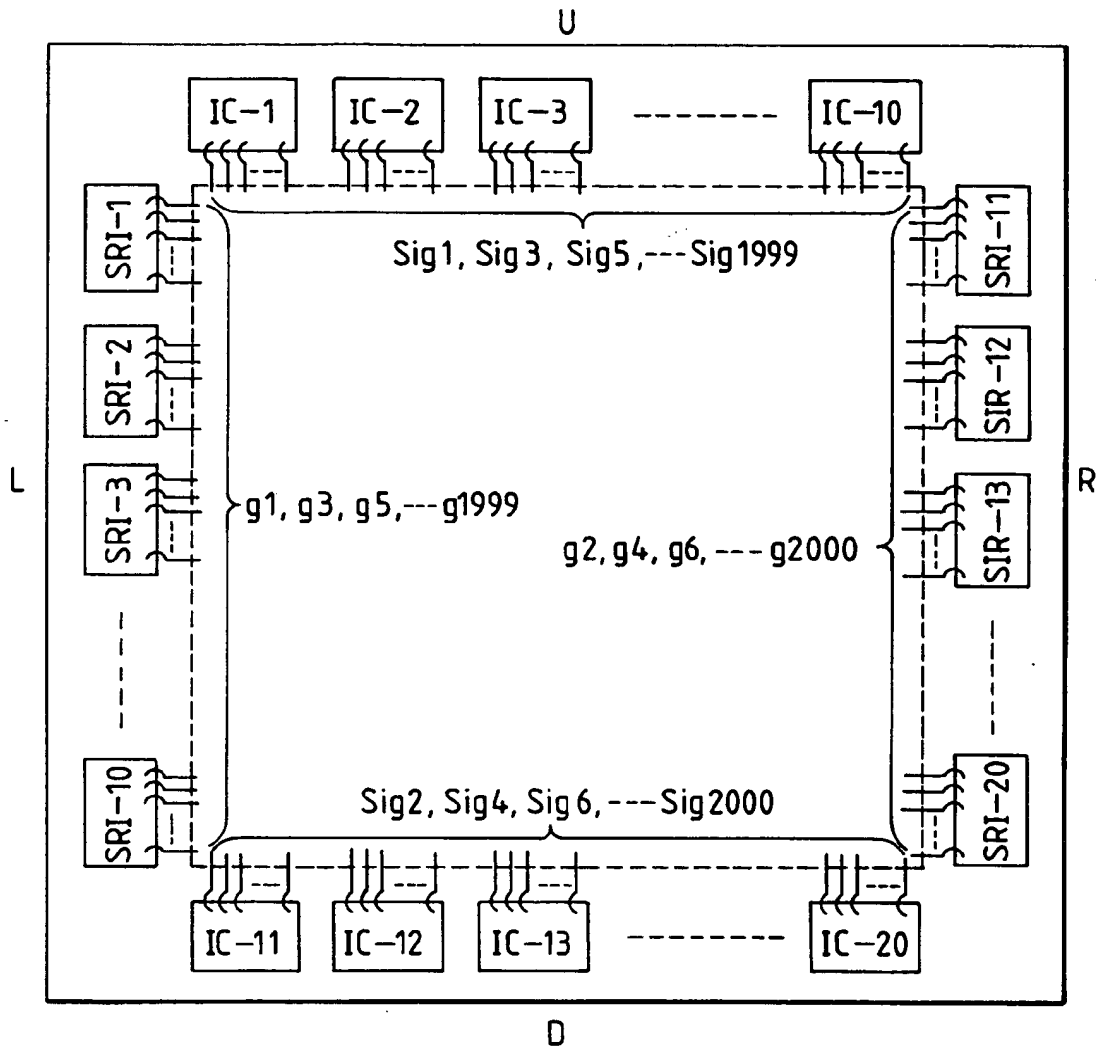 U
IC-1 IC-2 IC-3 IC-10
SRI-1
SRI-11
Sig1, Sig3, Sig5,---Sig1999
SRI-2
SIR-12
L
R
SRI-3
SIR-13
g1, g3, g5,---g1999
g2, g4, g6, ---g2000
SRI-10
SRI-20
Sig2, Sig4, Sig6, ---Sig2000
IC-11 IC-12 IC-13 IC-20
D